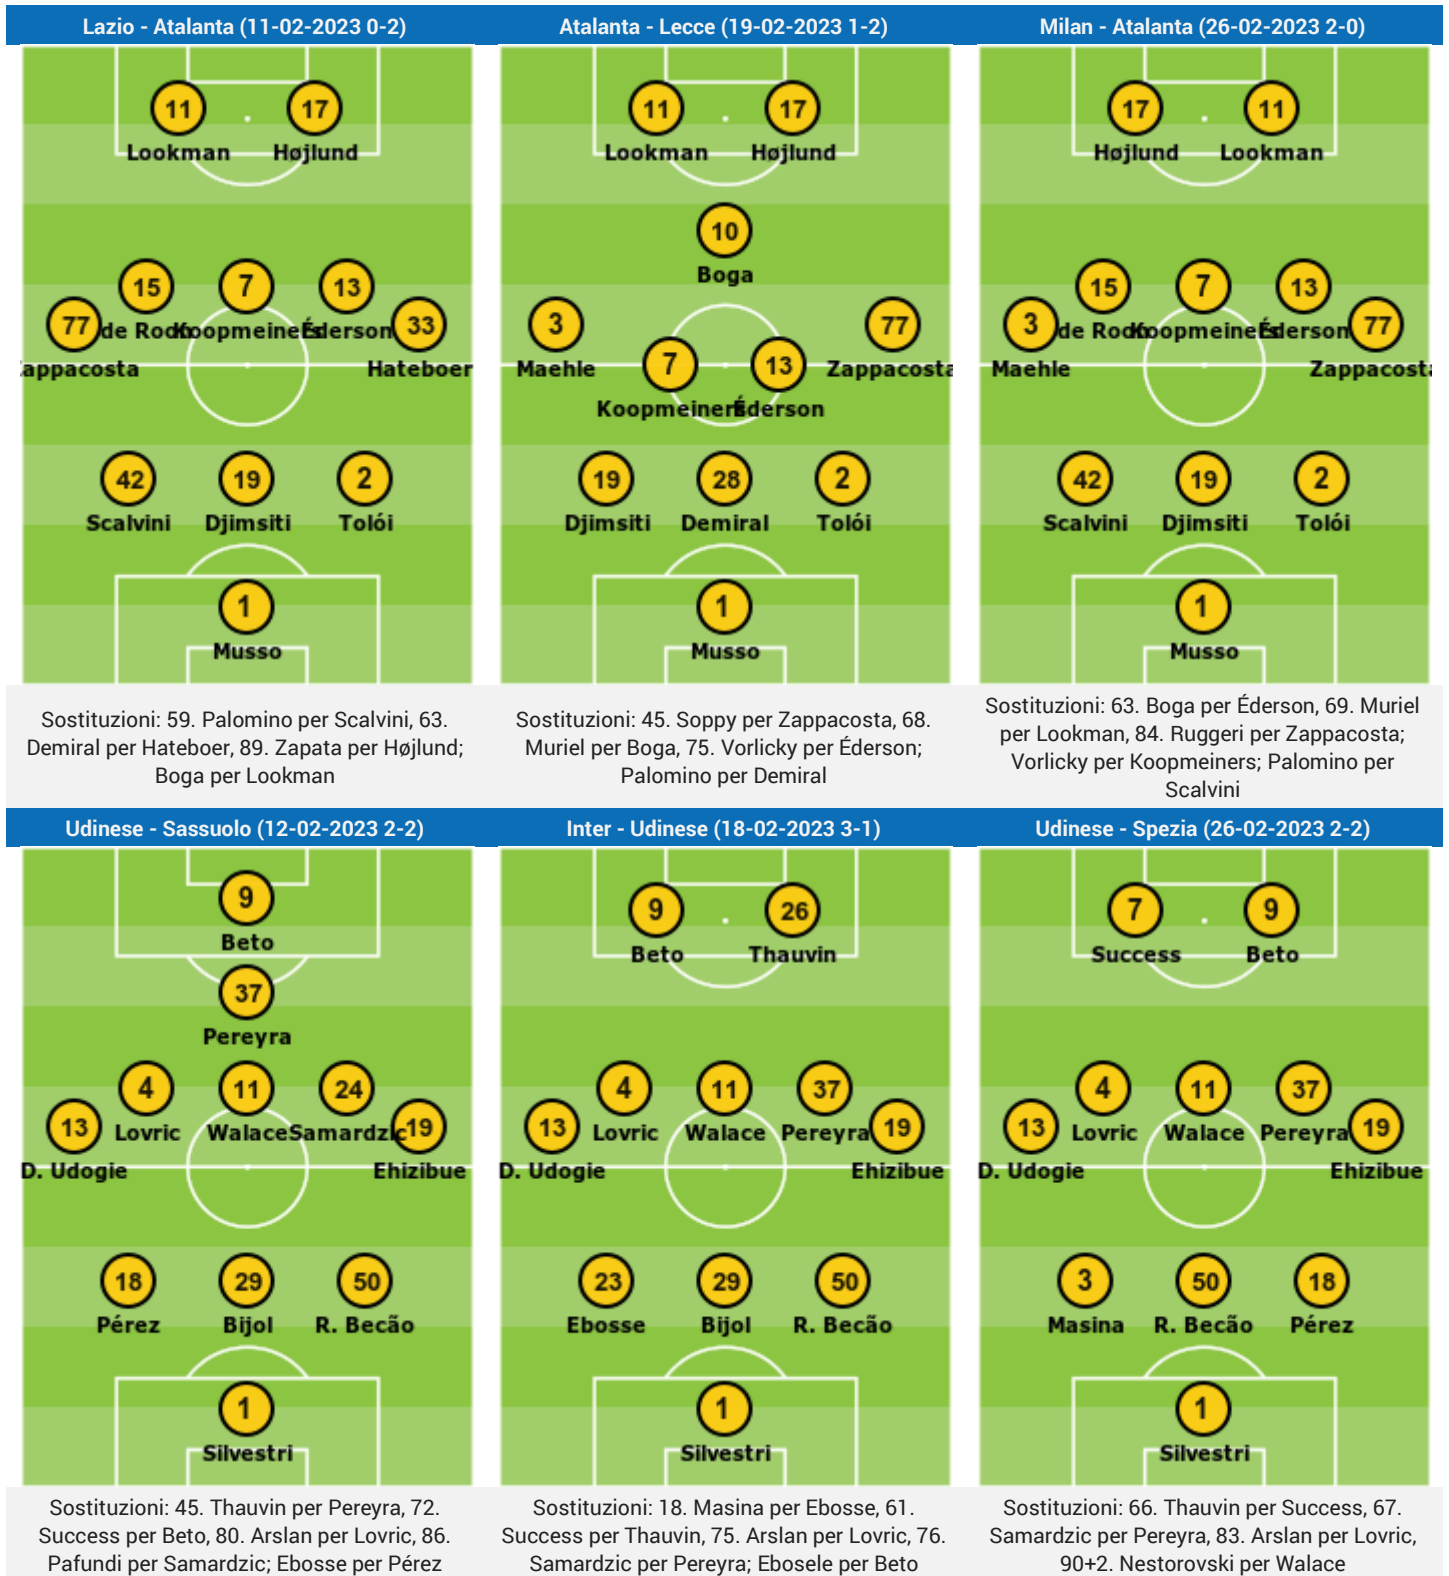 Lazio - Atalanta (11-02-2023 0-2)
11 17
Lookman Højlund
15 7 13
77 33
de Roon Koopmeiners Éderson
Zappacosta Hateboer
42 19 2
Scalvini Djimsiti Tolói
1
Musso
Sostituzioni: 59. Palomino per Scalvini, 63.
Demiral per Hateboer, 89. Zapata per Højlund;
Boga per Lookman
Atalanta - Lecce (19-02-2023 1-2)
11 17
Lookman Højlund
10
Boga
3 77
Maehle Zappacosta
7 13
Koopmeiners Éderson
19 28 2
Djimsiti Demiral Tolói
1
Musso
Sostituzioni: 45. Soppy per Zappacosta, 68.
Muriel per Boga, 75. Vorlicky per Éderson;
Palomino per Demiral
Milan - Atalanta (26-02-2023 2-0)
17 11
Højlund Lookman
15 7 13
3 77
de Roon Koopmeiners Éderson
Maehle Zappacosta
42 19 2
Scalvini Djimsiti Tolói
1
Musso
Sostituzioni: 63. Boga per Éderson, 69. Muriel
per Lookman, 84. Ruggeri per Zappacosta;
Vorlicky per Koopmeiners; Palomino per
Scalvini
Udinese - Sassuolo (12-02-2023 2-2)
9
Beto
37
Pereyra
4 11 24
13 19
Lovric Walace Samardzic
D. Udogie Ehizibue
18 29 50
Pérez Bijol R. Becão
1
Silvestri
Sostituzioni: 45. Thauvin per Pereyra, 72.
Success per Beto, 80. Arslan per Lovric, 86.
Pafundi per Samardzic; Ebosse per Pérez
Inter - Udinese (18-02-2023 3-1)
9 26
Beto Thauvin
4 11 37
13 19
Lovric Walace Pereyra
D. Udogie Ehizibue
23 29 50
Ebosse Bijol R. Becão
1
Silvestri
Sostituzioni: 18. Masina per Ebosse, 61.
Success per Thauvin, 75. Arslan per Lovric, 76.
Samardzic per Pereyra; Ebosele per Beto
Udinese - Spezia (26-02-2023 2-2)
7 9
Success Beto
4 11 37
13 19
Lovric Walace Pereyra
D. Udogie Ehizibue
3 50 18
Masina R. Becão Pérez
1
Silvestri
Sostituzioni: 66. Thauvin per Success, 67.
Samardzic per Pereyra, 83. Arslan per Lovric,
90+2. Nestorovski per Walace